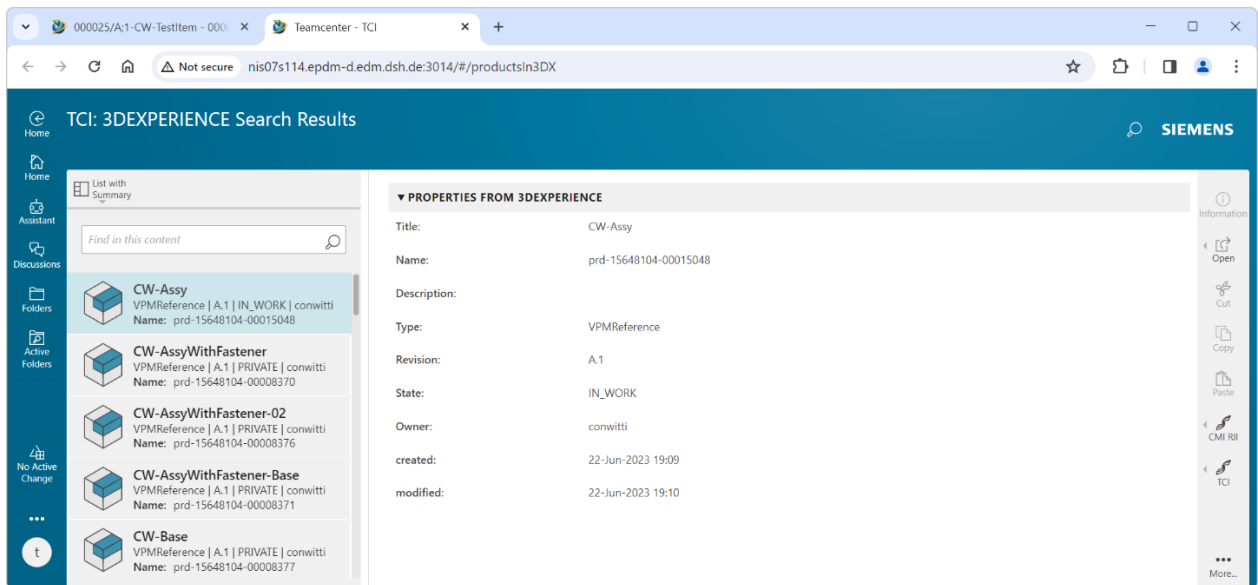 000025/A;1-CW-TestItem - 000
Teamcenter - TCI
Not secure
nis07s114.epdm-d.edm.dsh.de:3014/#/productsIn3DX
Home
TCI: 3DEXPERIENCE Search Results
SIEMENS
Home
Assistant
Discussions
Folders
Active
Folders
No Active
Change
t
List with
Summary
Find in this content
CW-Assy
VPMReference | A.1 | IN_WORK | conwitti
Name: prd-15648104-00015048
CW-AssyWithFastener
VPMReference | A.1 | PRIVATE | conwitti
Name: prd-15648104-00008370
CW-AssyWithFastener-02
VPMReference | A.1 | PRIVATE | conwitti
Name: prd-15648104-00008376
CW-AssyWithFastener-Base
VPMReference | A.1 | PRIVATE | conwitti
Name: prd-15648104-00008371
CW-Base
VPMReference | A.1 | PRIVATE | conwitti
Name: prd-15648104-00008377
PROPERTIES FROM 3DEXPERIENCE
Title: CW-Assy
Name: prd-15648104-00015048
Description:
Type: VPMReference
Revision: A.1
State: IN_WORK
Owner: conwitti
created: 22-Jun-2023 19:09
modified: 22-Jun-2023 19:10
Information
Open
Cut
Copy
Paste
CMI RII
TCI
More...